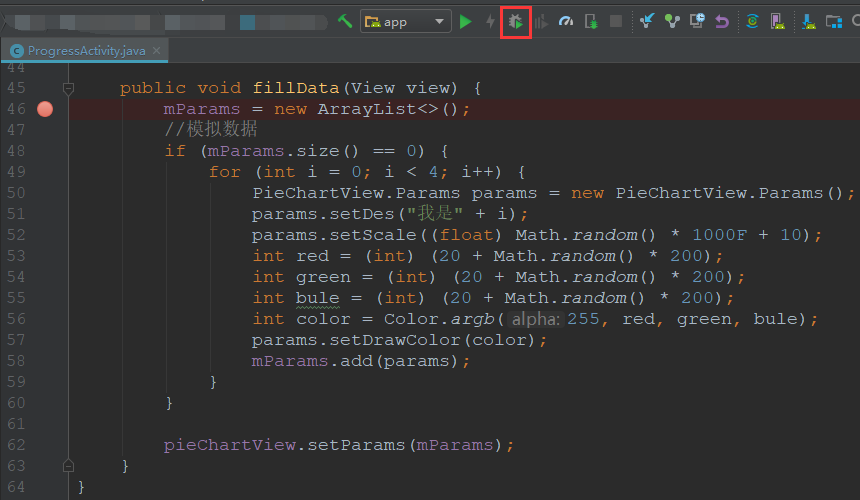 app
ProgressActivity.java
44
45 public void fillData(View view) {
46 mParams = new ArrayList<>();
47 //模拟数据
48 if (mParams.size() == 0) {
49 for (int i = 0; i < 4; i++) {
50 PieChartView.Params params = new PieChartView.Params();
51 params.setDes("我是" + i);
52 params.setScale((float) Math.random() * 1000F + 10);
53 int red = (int) (20 + Math.random() * 200);
54 int green = (int) (20 + Math.random() * 200);
55 int bule = (int) (20 + Math.random() * 200);
56 int color = Color.argb( alpha: 255, red, green, bule);
57 params.setDrawColor(color);
58 mParams.add(params);
59 }
60 }
61
62 pieChartView.setParams(mParams);
63 }
64 }